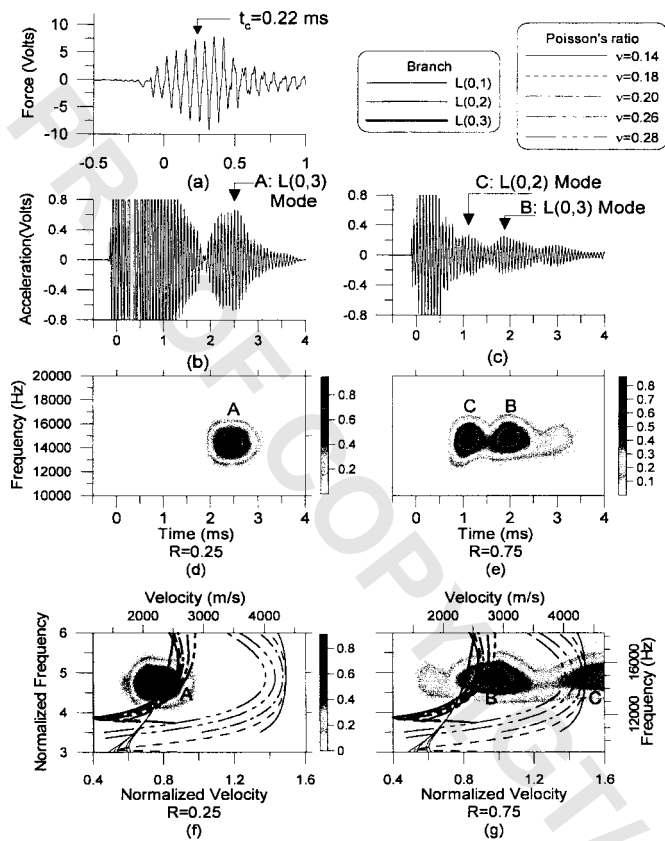 t_c=0.22 ms
Force (Volts)
10
5
0
-5
-10
-0.5 0 0.5 1
(a)
Branch
L(0,1)
L(0,2)
L(0,3)
Poisson's ratio
ν=0.14
ν=0.18
ν=0.20
ν=0.26
ν=0.28
A: L(0,3)
Mode
Acceleration(Volts)
0.8
0.4
0
-0.4
-0.8
0 1 2 3 4
(b)
C: L(0,2) Mode
B: L(0,3) Mode
0.8
0.4
0
-0.4
-0.8
0 1 2 3 4
(c)
Frequency (Hz)
20000
18000
16000
14000
12000
10000
A
0.8
0.6
0.4
0.2
0 1 2 3 4
Time (ms)
R=0.25
(d)
C B
0.8
0.7
0.6
0.5
0.4
0.3
0.2
0.1
0 1 2 3 4
Time (ms)
R=0.75
(e)
Velocity (m/s)
2000 3000 4000
Normalized Frequency
6
5
4
3
A
0.8
0.6
0.4
0.2
0
0.4 0.8 1.2 1.6
Normalized Velocity
R=0.25
(f)
Velocity (m/s)
2000 3000 4000
B C
16000
12000
Frequency (Hz)
0.4 0.8 1.2 1.6
Normalized Velocity
R=0.75
(g)